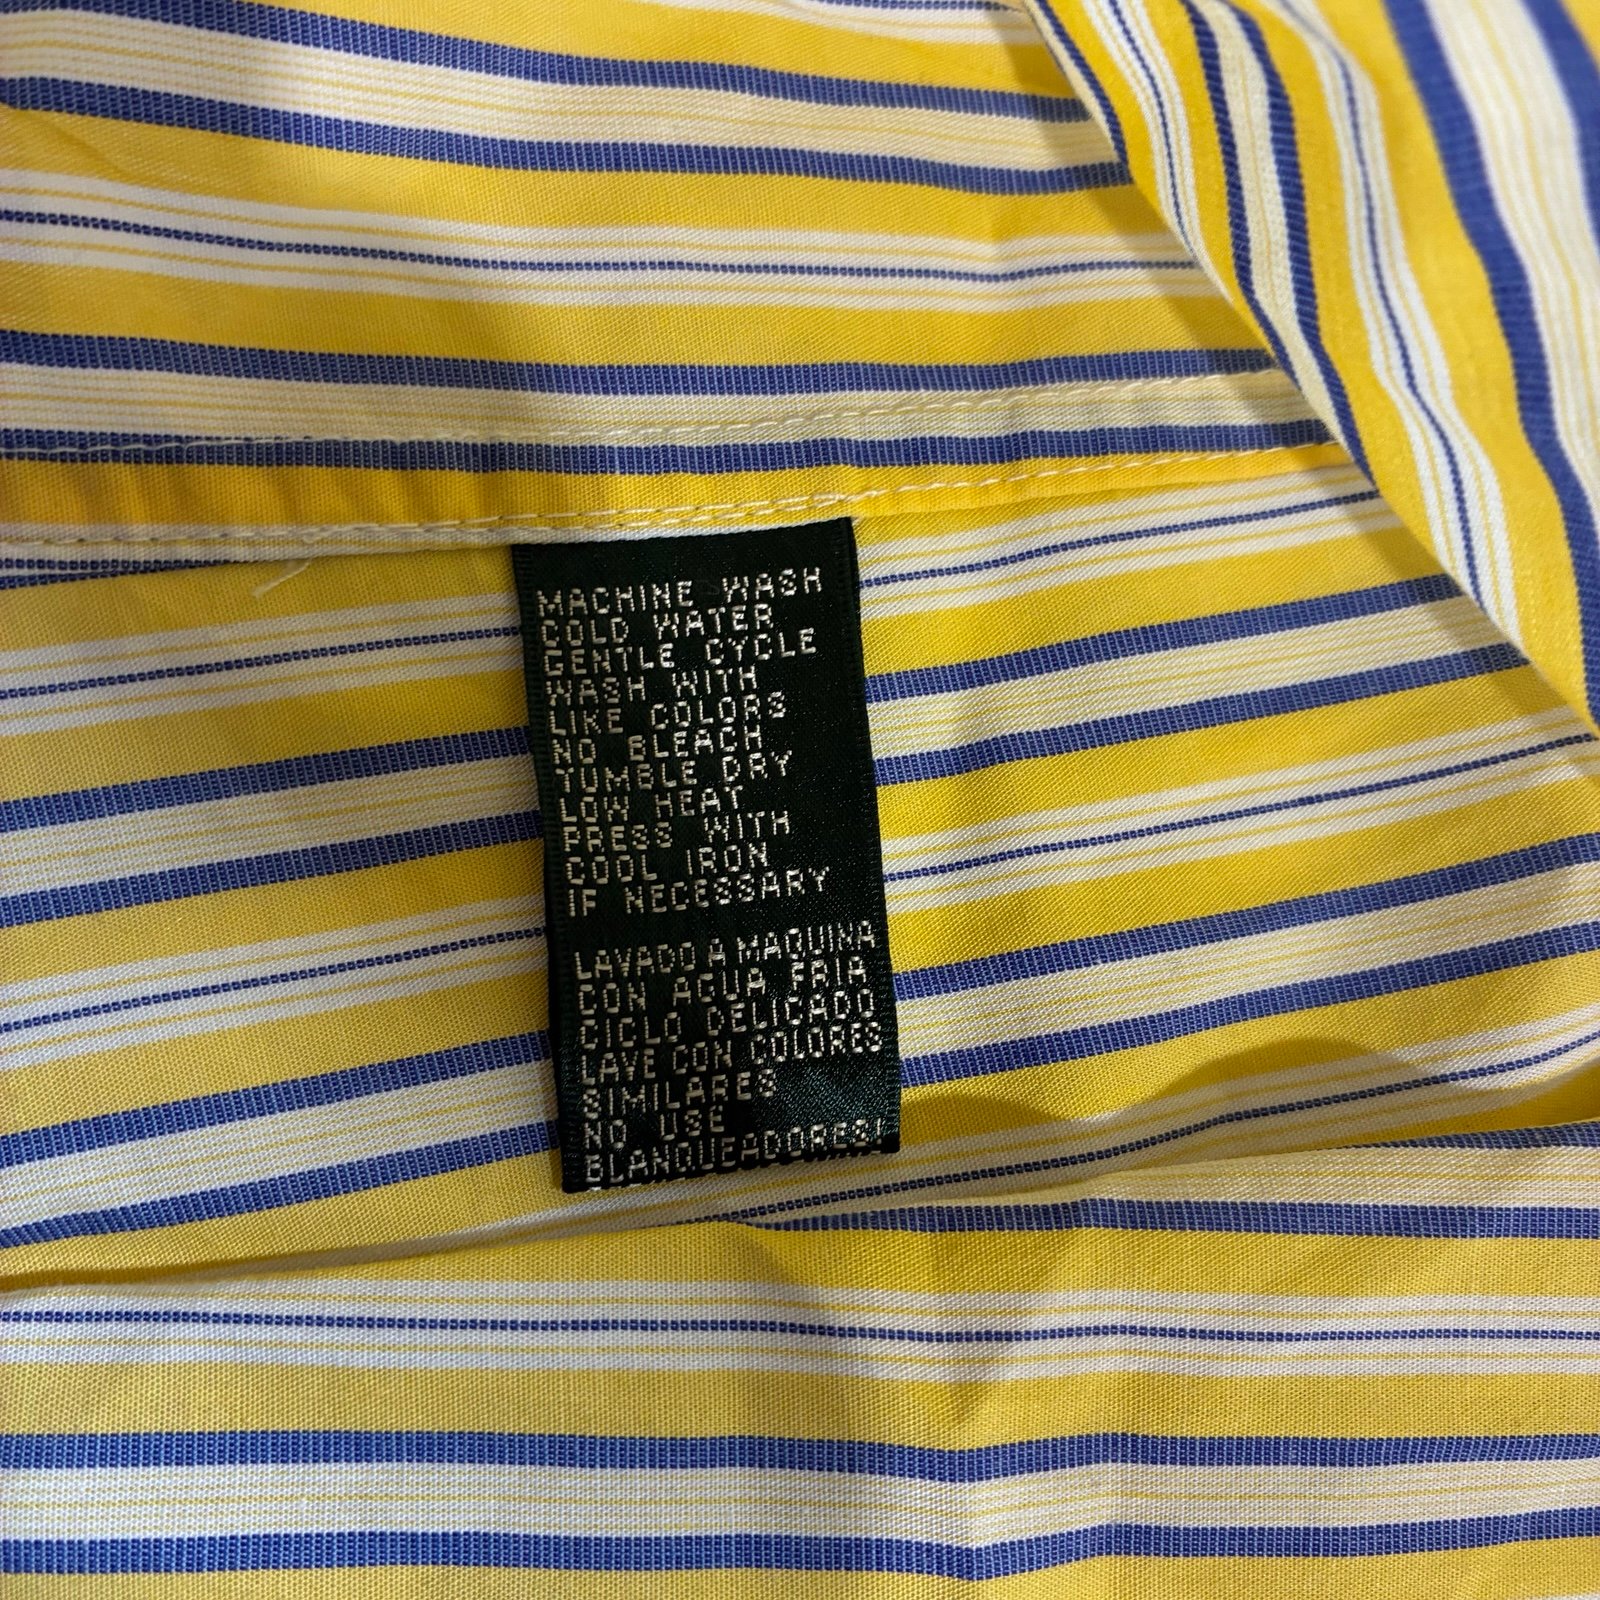 MACHINE WASH
COLD WATER
GENTLE CYCLE
WASH WITH
LIKE COLORS
NO BLEACH
TUMBLE DRY
LOW HEAT
PRESS WITH
COOL IRON
IF NECESSARY
LAVADO A MAQUINA
CON AGUA FRIA
CICLO DELICADO
LAVE CON COLORES
SIMILARES
NO USE
BLANQUEADORES!